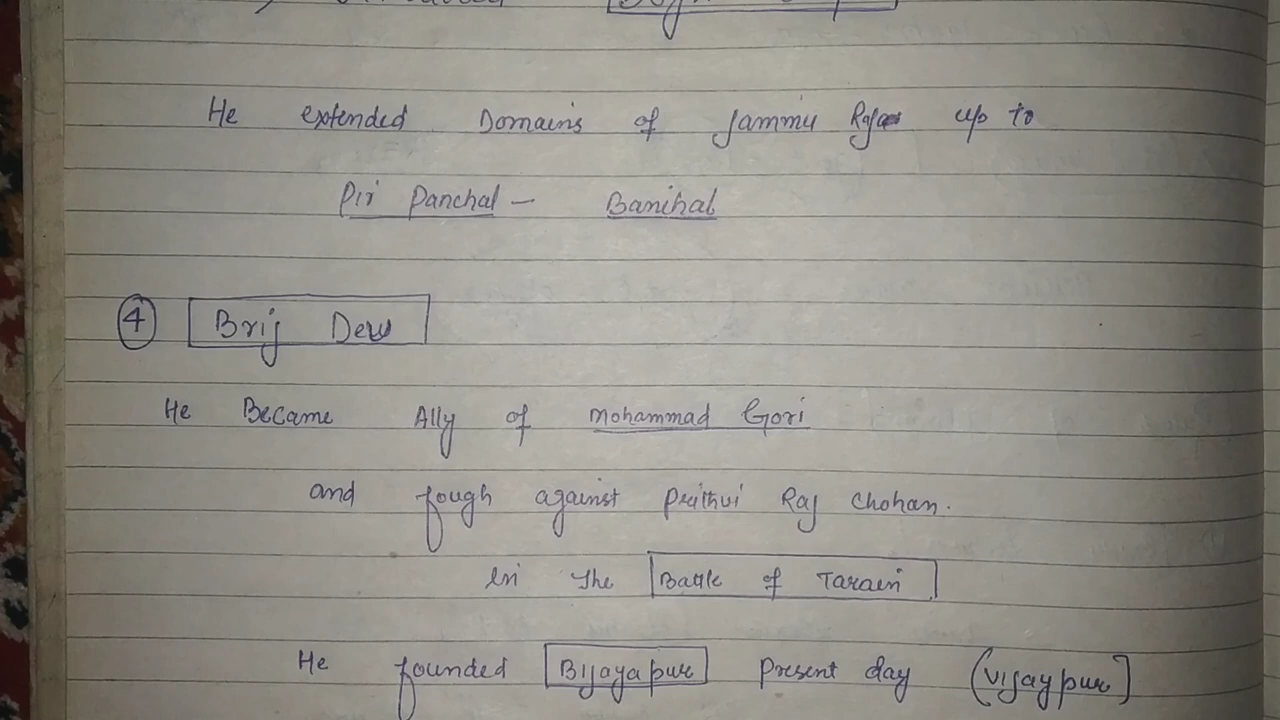 He extended Domains of Jammu Rajas up to
Pir Panchal - Banihal
4 Brij Dew
He Became Ally of Mohammad Gori
and fough against Prithvi Raj Chohan.
In The Battle of Tarain
He founded Bijayapur Present day (Vijaypur]